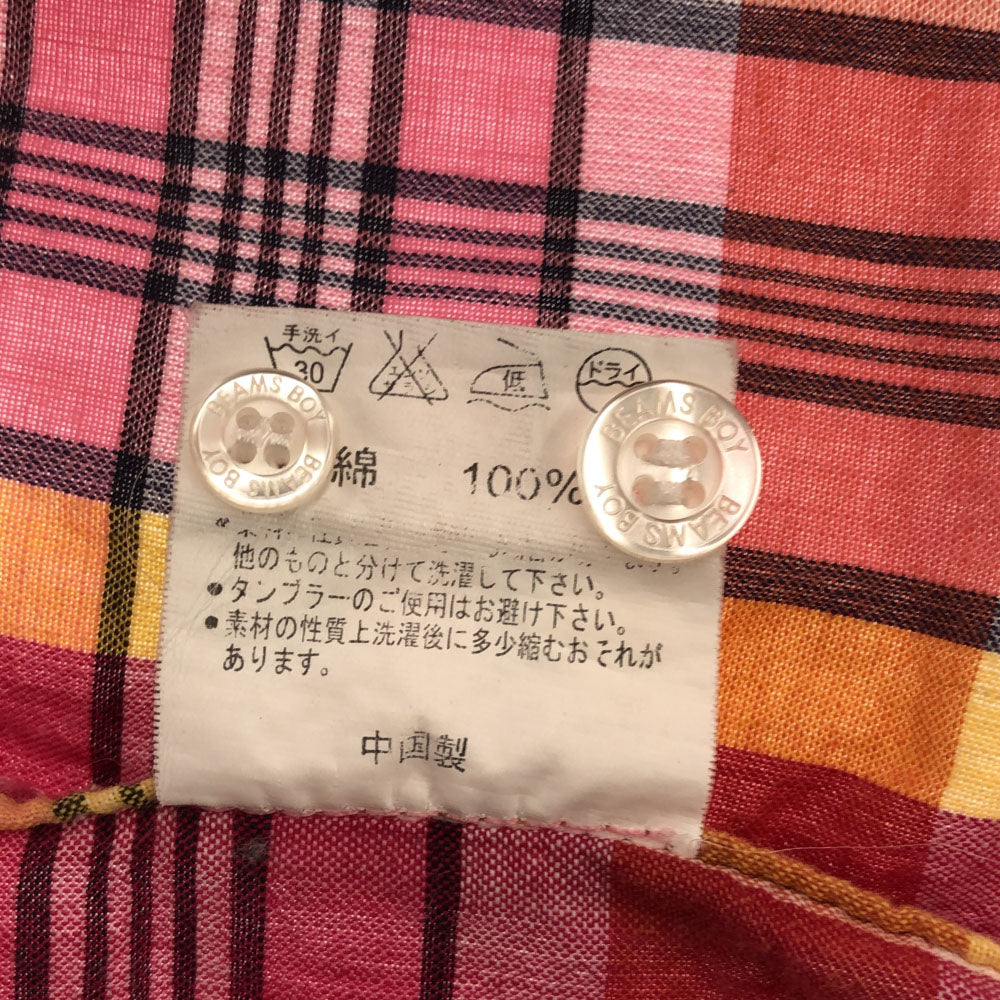 手洗イ
30
低
ドライ
BEAMS BOY
BEAMS BOY
BEAMS BOY
BEAMS BOY
綿 100%
他のものと分けて洗濯して下さい。
●タンブラーのご使用はお避け下さい。
●素材の性質上洗濯後に多少縮むおそれが
あります。
中国製